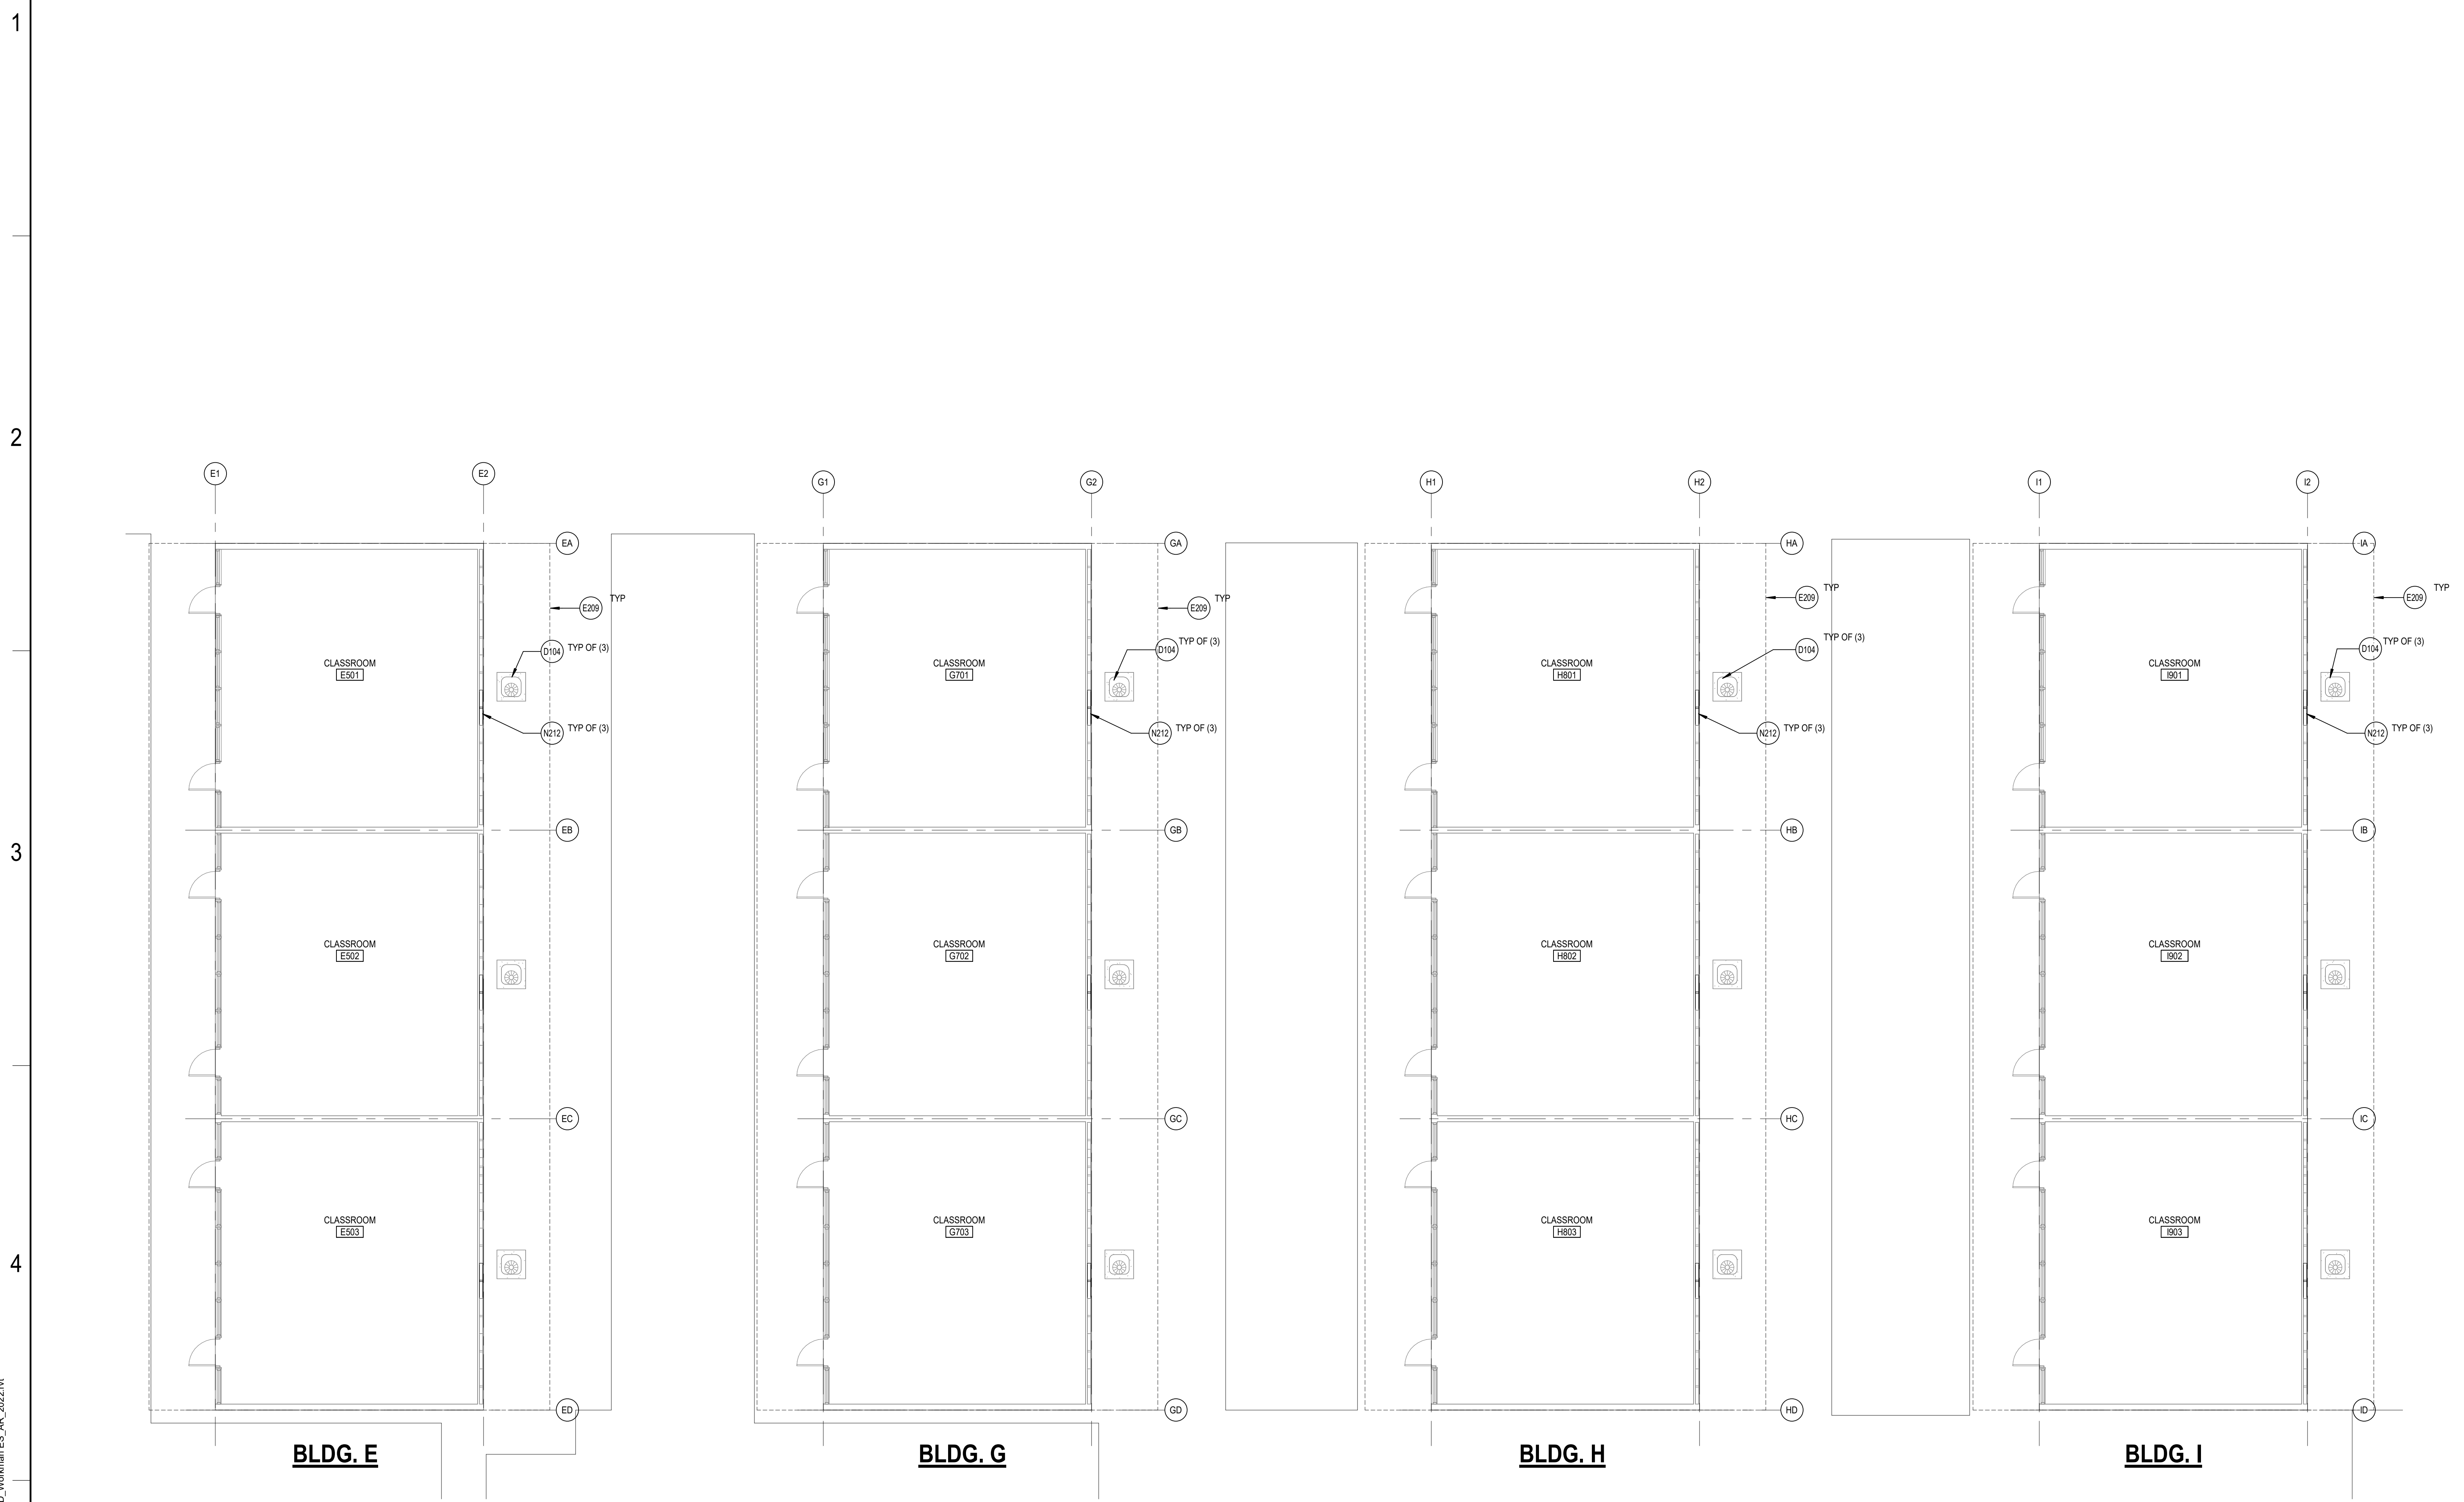 1
2
3
4
E1
E2
G1
G2
H1
H2
I1
I2
EA
GA
HA
IA
E209 TYP
E209 TYP
E209 TYP
E209 TYP
D104 TYP OF (3)
D104 TYP OF (3)
D104 TYP OF (3)
D104 TYP OF (3)
CLASSROOM
E501
CLASSROOM
G701
CLASSROOM
H801
CLASSROOM
I901
N212 TYP OF (3)
N212 TYP OF (3)
N212 TYP OF (3)
N212 TYP OF (3)
EB
GB
HB
IB
CLASSROOM
E502
CLASSROOM
G702
CLASSROOM
H802
CLASSROOM
I902
EC
GC
HC
IC
CLASSROOM
E503
CLASSROOM
G703
CLASSROOM
H803
CLASSROOM
I903
ED
GD
HD
ID
BLDG. E
BLDG. G
BLDG. H
BLDG. I